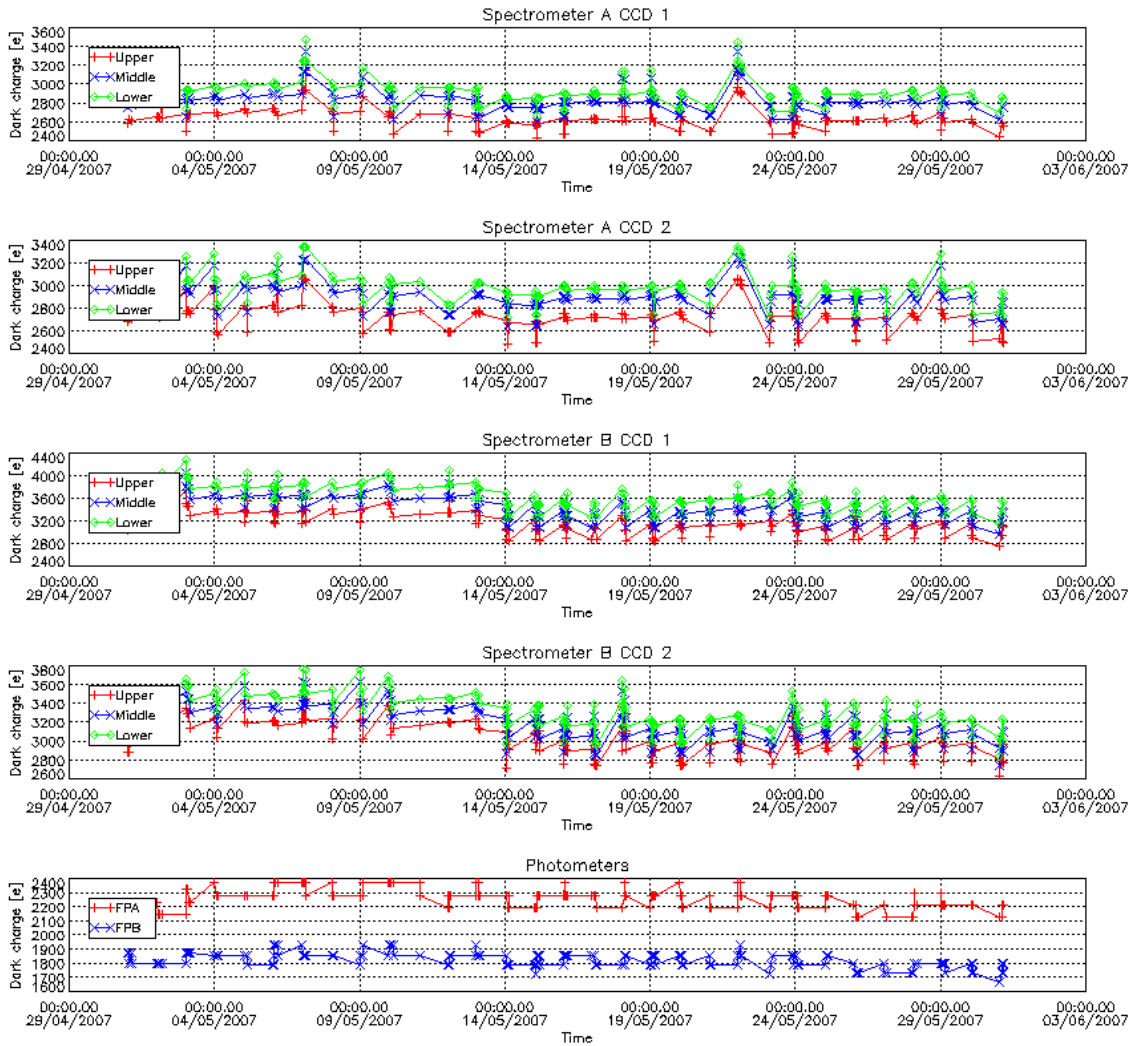 Spectrometer A CCD 1
Dark charge [e]
3600
3400
3200
3000
2800
2600
2400
Upper
Middle
Lower
00:00.00 00:00.00 00:00.00 00:00.00 00:00.00 00:00.00 00:00.00 00:00.00
29/04/2007 04/05/2007 09/05/2007 14/05/2007 19/05/2007 24/05/2007 29/05/2007 03/06/2007
Time
Spectrometer A CCD 2
Dark charge [e]
3400
3200
3000
2800
2600
2400
Upper
Middle
Lower
00:00.00 00:00.00 00:00.00 00:00.00 00:00.00 00:00.00 00:00.00 00:00.00
29/04/2007 04/05/2007 09/05/2007 14/05/2007 19/05/2007 24/05/2007 29/05/2007 03/06/2007
Time
Spectrometer B CCD 1
Dark charge [e]
4400
4000
3600
3200
2800
2400
Upper
Middle
Lower
00:00.00 00:00.00 00:00.00 00:00.00 00:00.00 00:00.00 00:00.00 00:00.00
29/04/2007 04/05/2007 09/05/2007 14/05/2007 19/05/2007 24/05/2007 29/05/2007 03/06/2007
Time
Spectrometer B CCD 2
Dark charge [e]
3800
3600
3400
3200
3000
2800
2600
Upper
Middle
Lower
00:00.00 00:00.00 00:00.00 00:00.00 00:00.00 00:00.00 00:00.00 00:00.00
29/04/2007 04/05/2007 09/05/2007 14/05/2007 19/05/2007 24/05/2007 29/05/2007 03/06/2007
Time
Photometers
Dark charge [e]
2400
2300
2200
2100
2000
1900
1800
1700
1600
FPA
FPB
00:00.00 00:00.00 00:00.00 00:00.00 00:00.00 00:00.00 00:00.00 00:00.00
29/04/2007 04/05/2007 09/05/2007 14/05/2007 19/05/2007 24/05/2007 29/05/2007 03/06/2007
Time